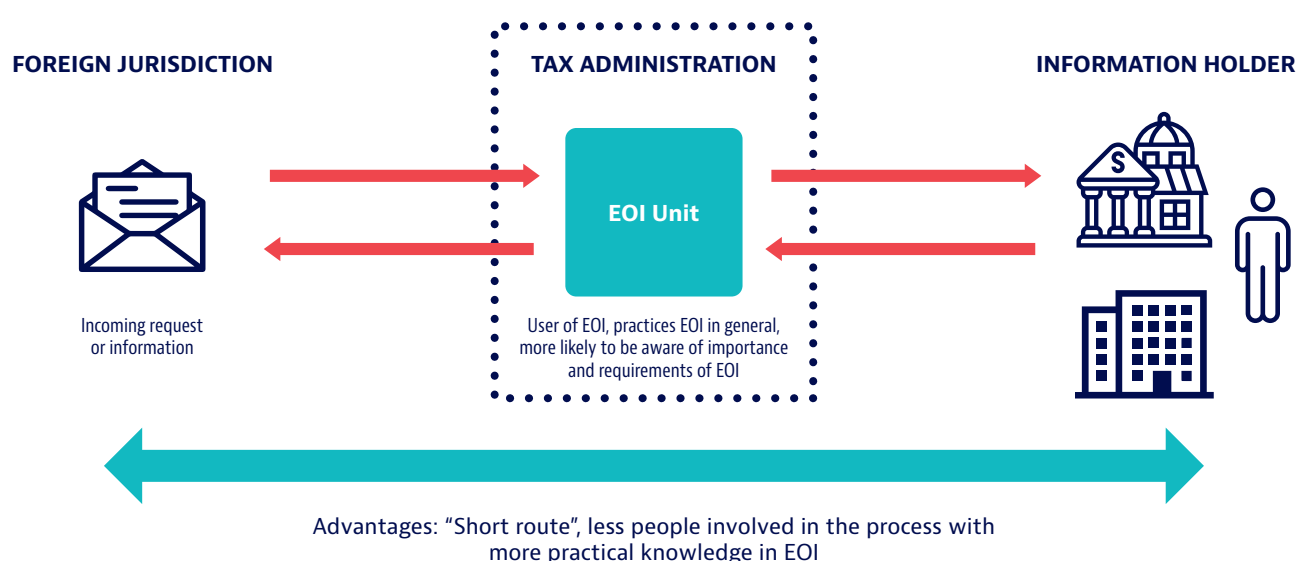 FOREIGN JURISDICTION
TAX ADMINISTRATION
INFORMATION HOLDER
S
EOI Unit
Incoming request
or information
User of EOI, practices EOI in general,
more likely to be aware of importance
and requirements of EOI
Advantages: “Short route”, less people involved in the process with
more practical knowledge in EOI